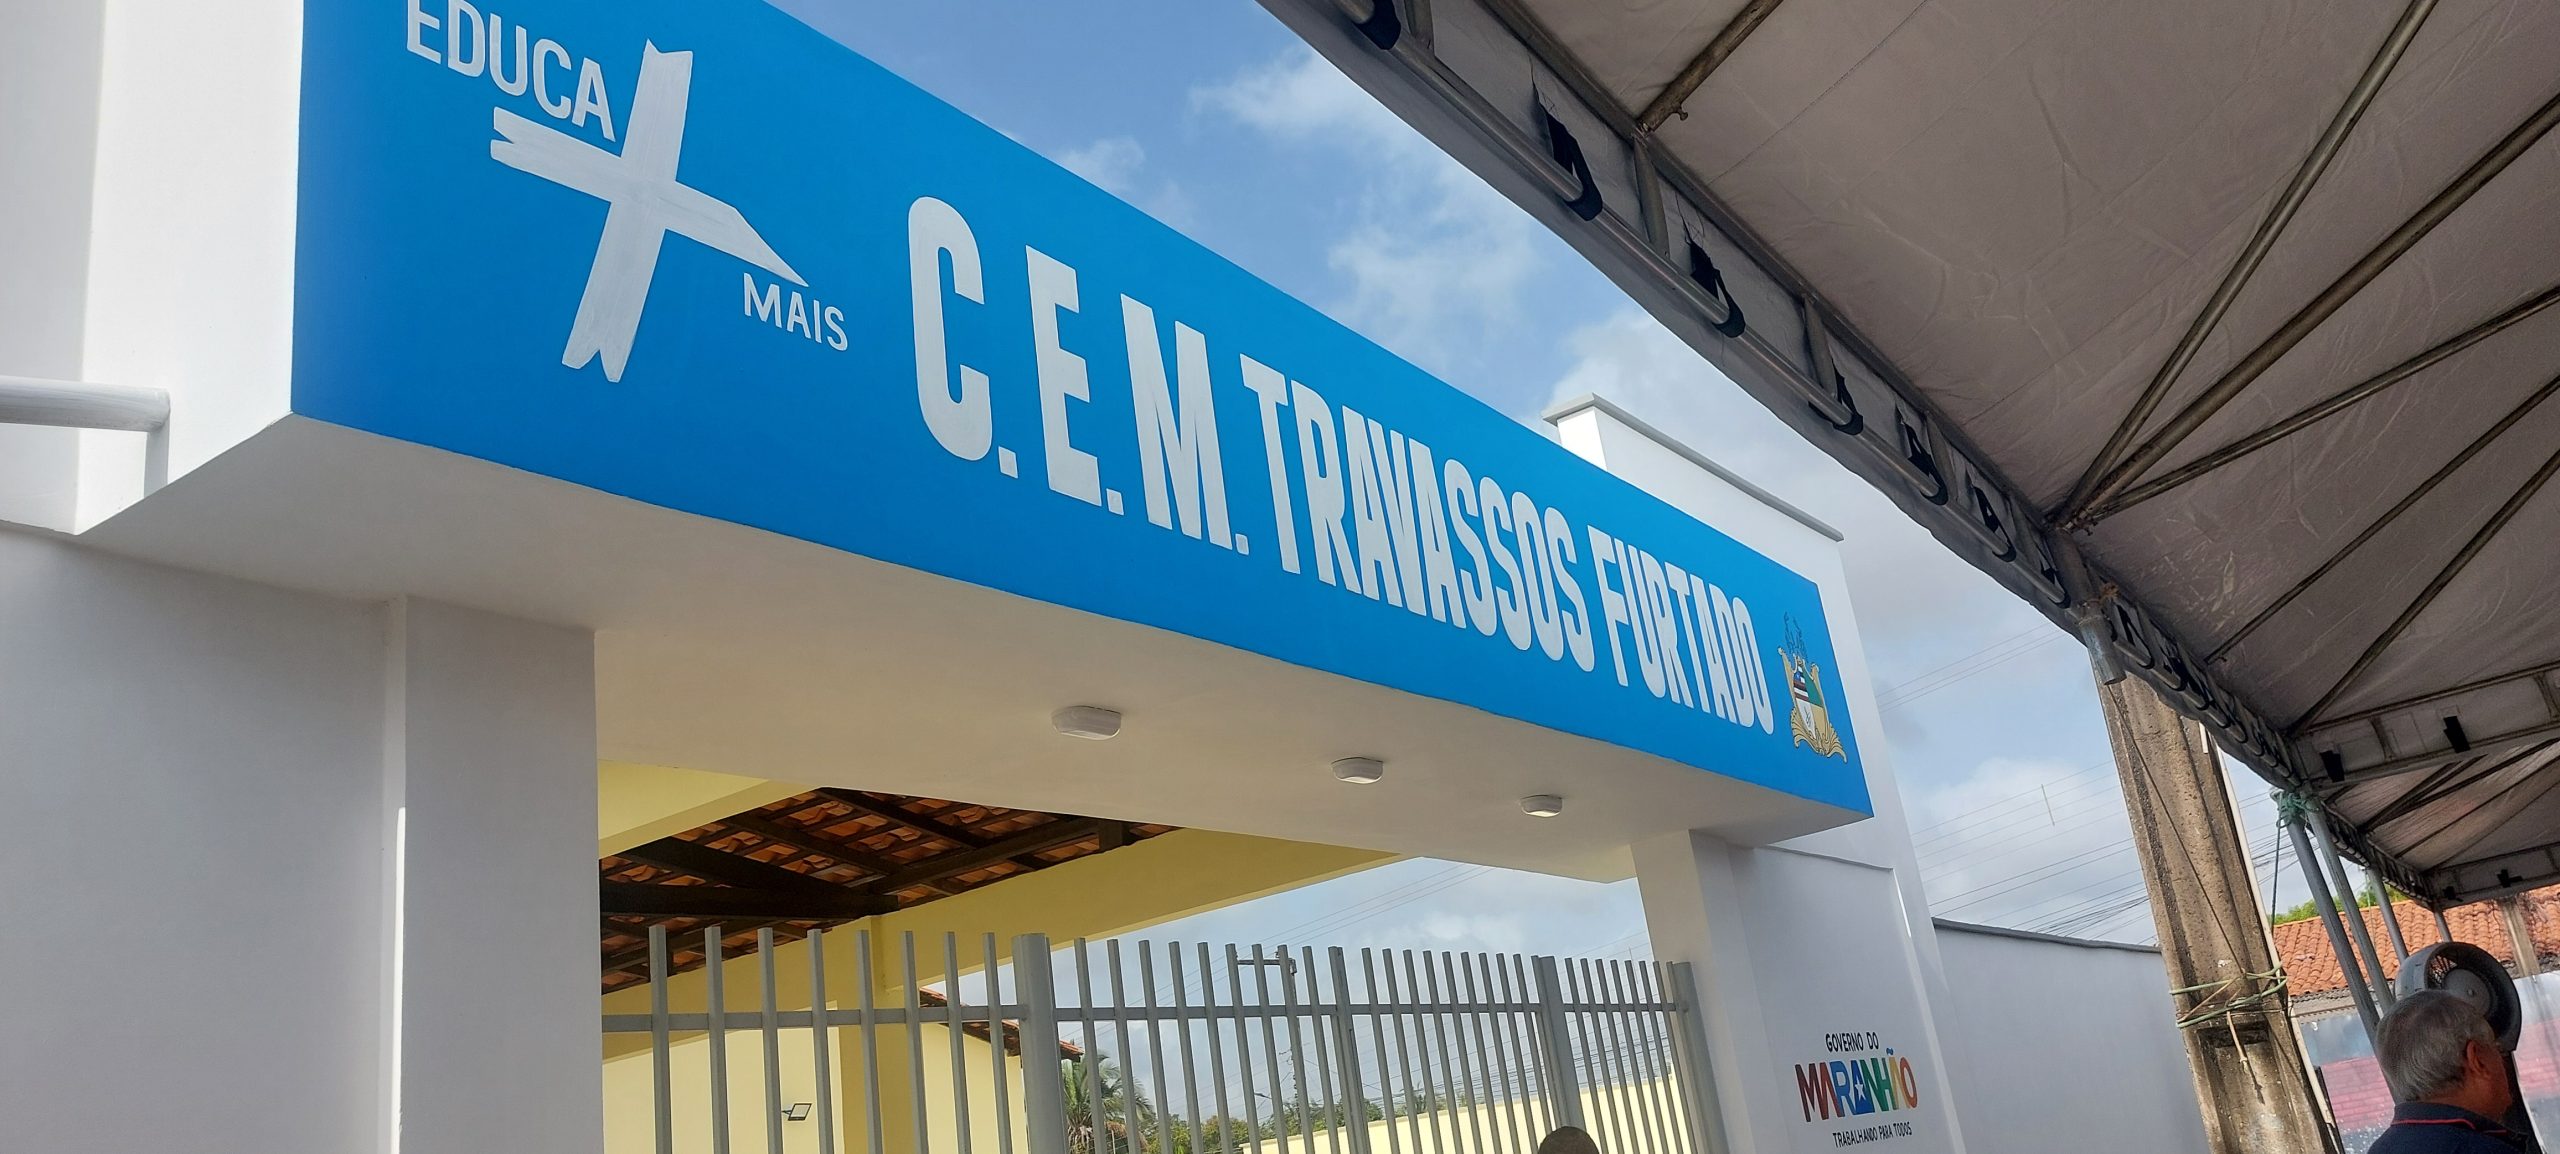 EDUCA
MAIS
C.E.M. TRAVASSOS FURTADO
GOVERNO DO
MARANHÃO
TRABALHANDO PARA TODOS